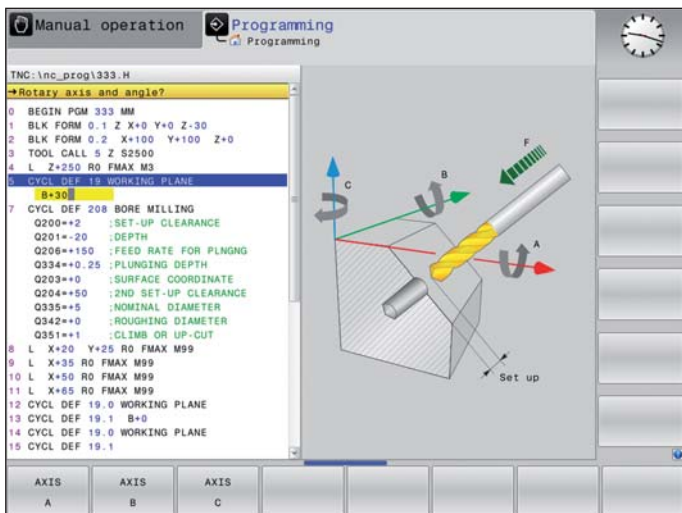 Manual operation
Programming
Programming
TNC:\nc_prog\333.H
→Rotary axis and angle?
0 BEGIN PGM 333 MM
1 BLK FORM 0.1 Z X+0 Y+0 Z-30
2 BLK FORM 0.2 X+100 Y+100 Z+0
3 TOOL CALL 5 Z S2500
4 L Z+250 R0 FMAX M3
5 CYCL DEF 19 WORKING PLANE
B+30
7 CYCL DEF 208 BORE MILLING
Q200=+2 ;SET-UP CLEARANCE
Q201=-20 ;DEPTH
Q206=+150 ;FEED RATE FOR PLNGNG
Q334=+0.25 ;PLUNGING DEPTH
Q203=+0 ;SURFACE COORDINATE
Q204=+50 ;2ND SET-UP CLEARANCE
Q335=+5 ;NOMINAL DIAMETER
Q342=+0 ;ROUGHING DIAMETER
Q351=+1 ;CLIMB OR UP-CUT
8 L X+20 Y+25 R0 FMAX M99
9 L X+35 R0 FMAX M99
10 L X+50 R0 FMAX M99
11 L X+65 R0 FMAX M99
12 CYCL DEF 19.0 WORKING PLANE
13 CYCL DEF 19.1 B+0
14 CYCL DEF 19.0 WORKING PLANE
15 CYCL DEF 19.1
F
B
C
A
Set up
AXIS
A
AXIS
B
AXIS
C